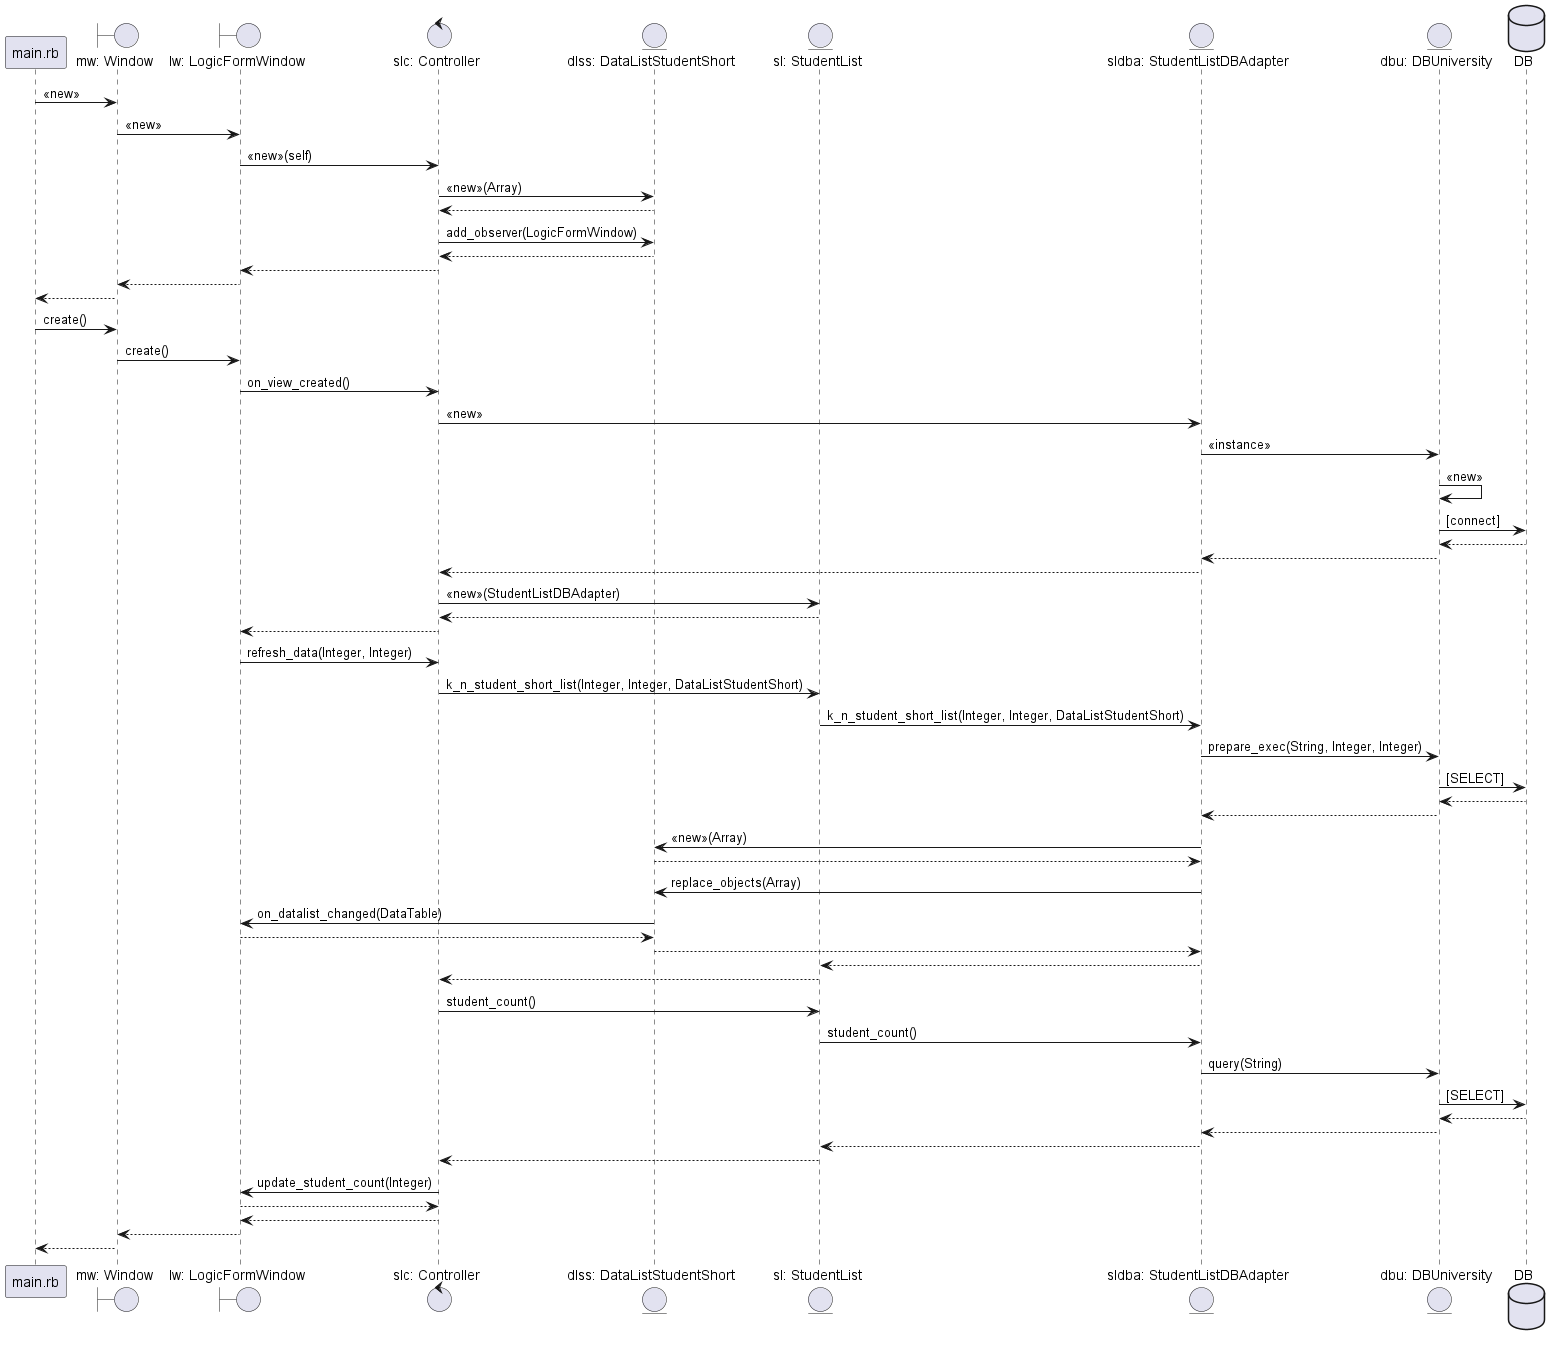 main.rb
mw: Window
lw: LogicFormWindow
slc: Controller
dlss: DataListStudentShort
sl: StudentList
sldba: StudentListDBAdapter
dbu: DBUniversity
DB
«new»
«new»
«new»(self)
«new»(Array)
add_observer(LogicFormWindow)
create()
create()
on_view_created()
«new»
«instance»
«new»
[connect]
«new»(StudentListDBAdapter)
refresh_data(Integer, Integer)
k_n_student_short_list(Integer, Integer, DataListStudentShort)
k_n_student_short_list(Integer, Integer, DataListStudentShort)
prepare_exec(String, Integer, Integer)
[SELECT]
«new»(Array)
replace_objects(Array)
on_datalist_changed(DataTable)
student_count()
student_count()
query(String)
[SELECT]
update_student_count(Integer)
main.rb
mw: Window
lw: LogicFormWindow
slc: Controller
dlss: DataListStudentShort
sl: StudentList
sldba: StudentListDBAdapter
dbu: DBUniversity
DB